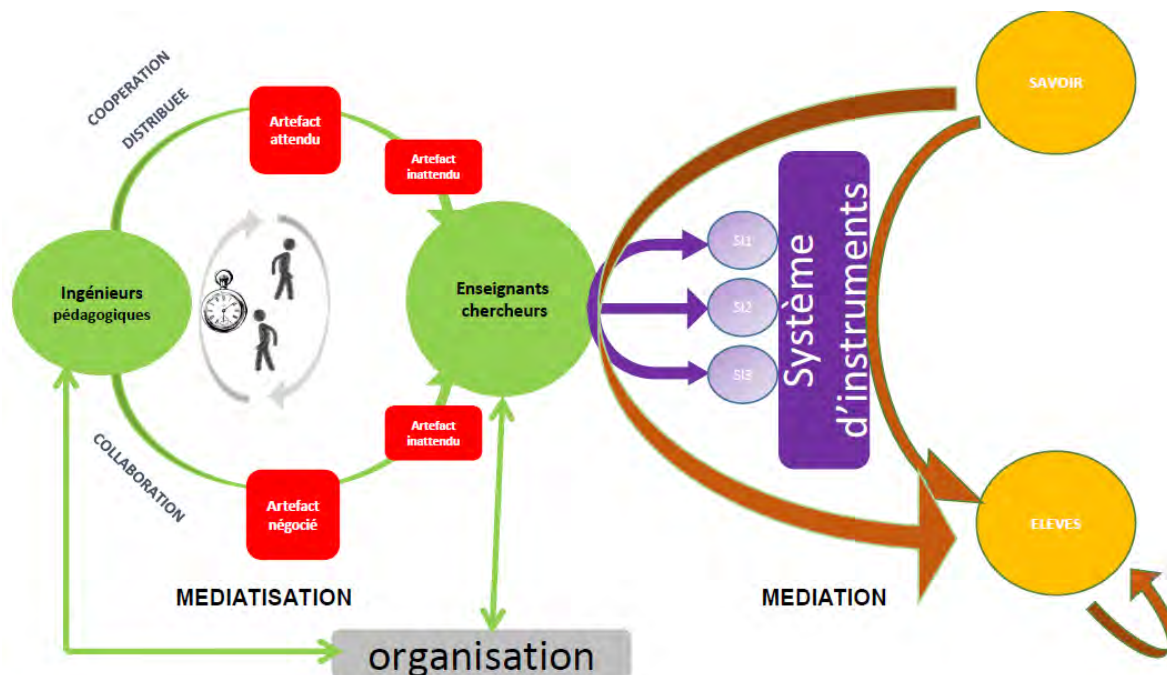 COOPERATION
DISTRIBUEE
Artefact
attendu
Artefact
inattendu
Ingénieurs
pédagogiques
Enseignants
chercheurs
Artefact
inattendu
Artefact
négocié
COLLABORATION
MEDIATISATION
organisation
SAVOIR
SI1
SI2
SI3
Système
d'instruments
ELEVES
MEDIATION